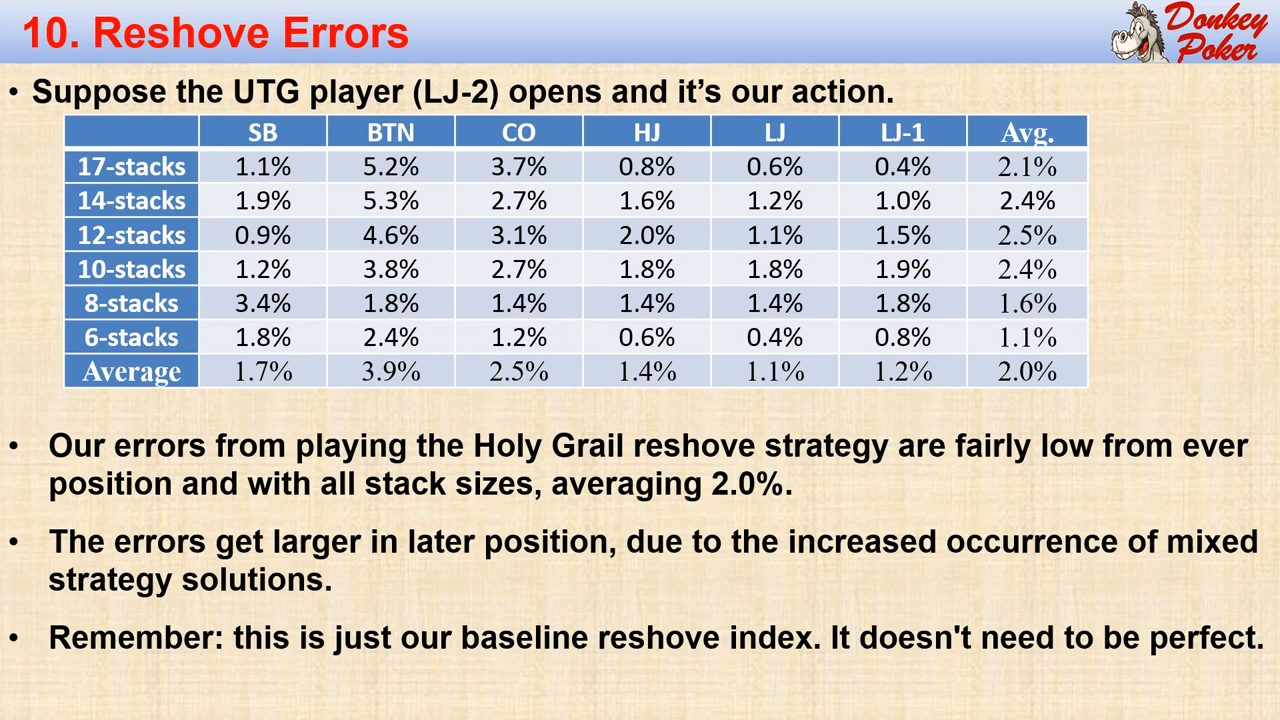 10. Reshove Errors
Donkey
Poker
• Suppose the UTG player (LJ-2) opens and it’s our action.
SB BTN CO HJ LJ LJ-1 Avg.
17-stacks 1.1% 5.2% 3.7% 0.8% 0.6% 0.4% 2.1%
14-stacks 1.9% 5.3% 2.7% 1.6% 1.2% 1.0% 2.4%
12-stacks 0.9% 4.6% 3.1% 2.0% 1.1% 1.5% 2.5%
10-stacks 1.2% 3.8% 2.7% 1.8% 1.8% 1.9% 2.4%
8-stacks 3.4% 1.8% 1.4% 1.4% 1.4% 1.8% 1.6%
6-stacks 1.8% 2.4% 1.2% 0.6% 0.4% 0.8% 1.1%
Average 1.7% 3.9% 2.5% 1.4% 1.1% 1.2% 2.0%
• Our errors from playing the Holy Grail reshove strategy are fairly low from ever
position and with all stack sizes, averaging 2.0%.
• The errors get larger in later position, due to the increased occurrence of mixed
strategy solutions.
• Remember: this is just our baseline reshove index. It doesn't need to be perfect.